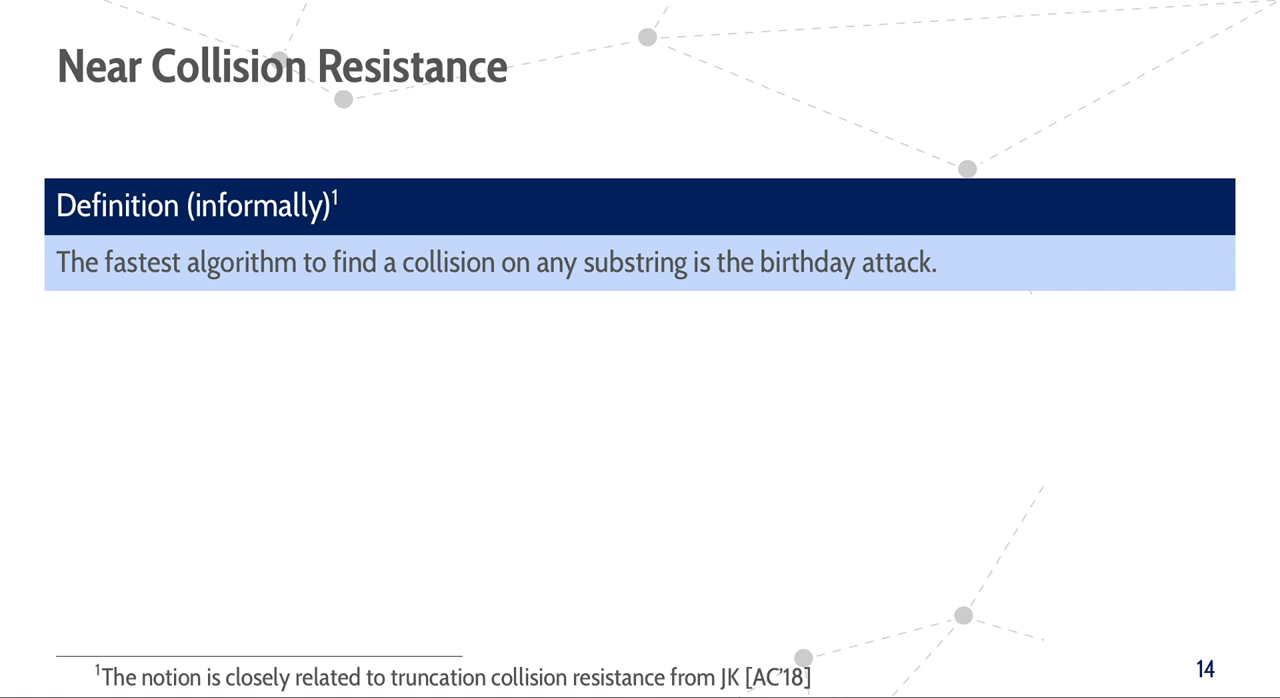 Near Collision Resistance
Definition (informally)¹
The fastest algorithm to find a collision on any substring is the birthday attack.
¹The notion is closely related to truncation collision resistance from JK [AC'18]
14